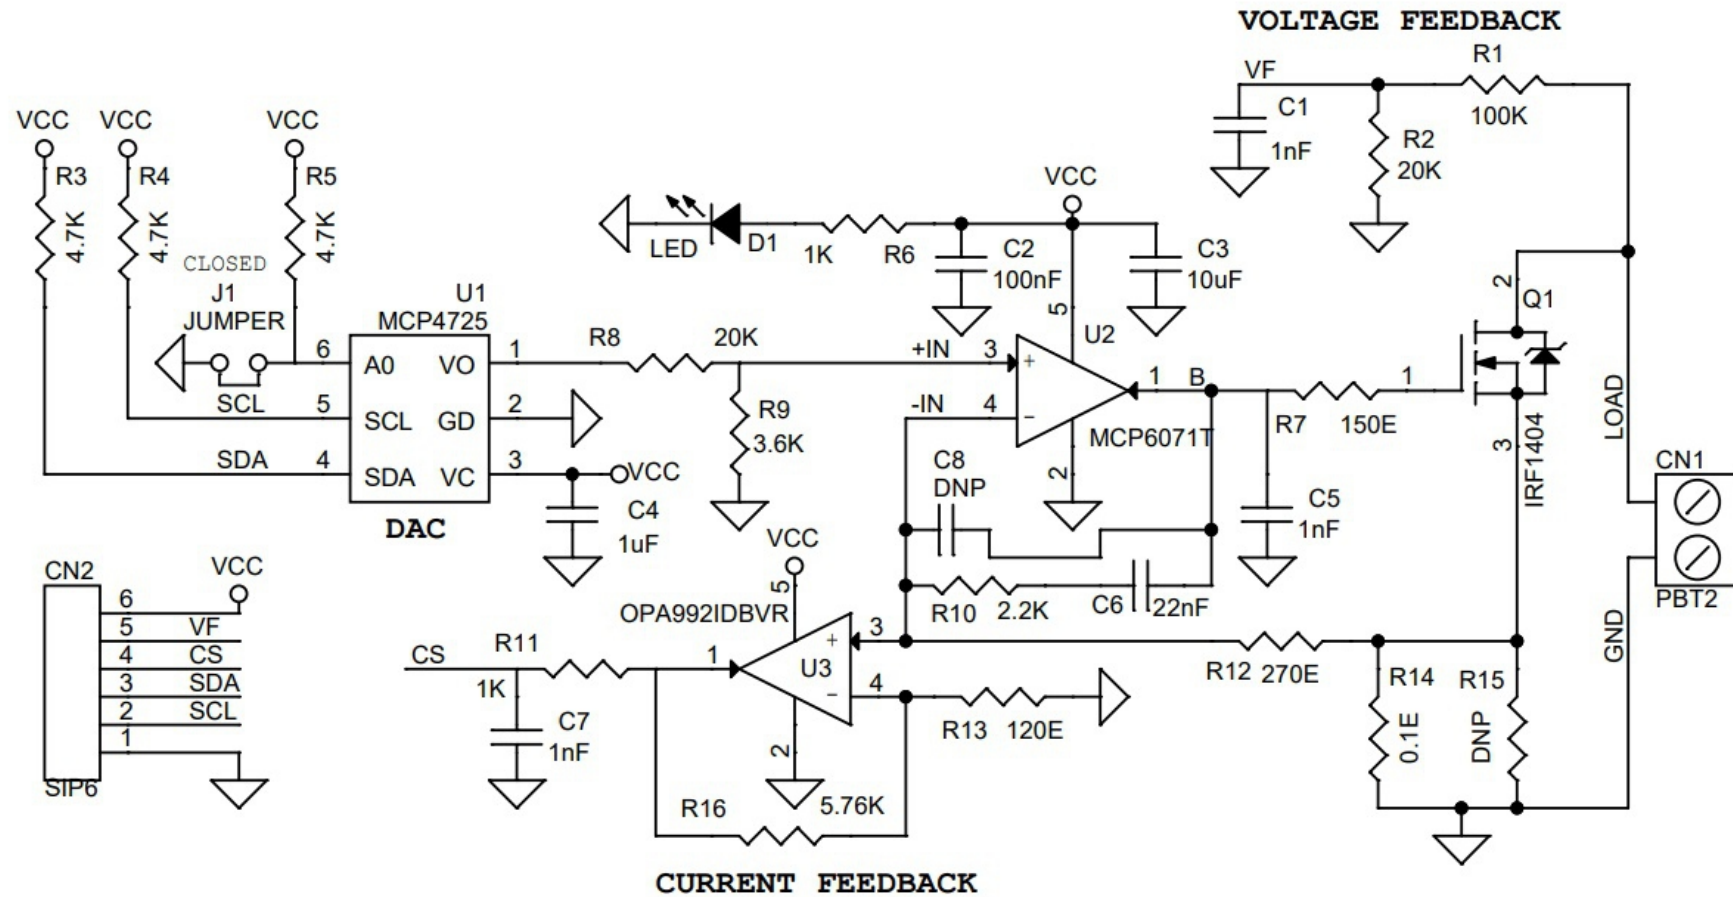 VOLTAGE FEEDBACK
VF
R1
100K
C1
1nF
R2
20K
VCC
VCC
VCC
R3
4.7K
R4
4.7K
R5
4.7K
CLOSED
J1
JUMPER
U1
MCP4725
6
A0
VO
1
SCL
5
SCL
GD
2
SDA
4
SDA
VC
3
VCC
DAC
C4
1uF
LED
D1
1K
R6
VCC
C2
100nF
C3
10uF
R8
20K
R9
3.6K
+IN
3
+
-IN
4
−
5
U2
MCP6071T
2
1
B
R7
150E
1
C5
1nF
2
Q1
IRF1404
3
LOAD
GND
CN1
PBT2
C8
DNP
R10
2.2K
C6
22nF
CN2
VCC
6
5
VF
4
CS
3
SDA
2
SCL
1
SIP6
VCC
5
OPA992IDBVR
CS
R11
1K
C7
1nF
1
U3
+
3
−
4
2
R13
120E
R12
270E
R14
0.1E
R15
DNP
R16
5.76K
CURRENT FEEDBACK